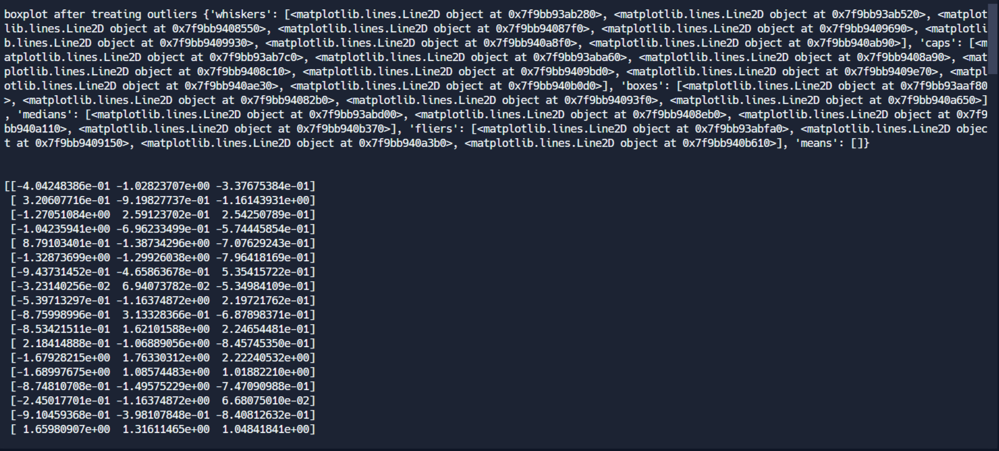 boxplot after treating outliers {'whiskers': [<matplotlib.lines.Line2D object at 0x7f9bb93ab280>, <matplotlib.lines.Line2D object at 0x7f9bb93ab520>, <matplot
lib.lines.Line2D object at 0x7f9bb9408550>, <matplotlib.lines.Line2D object at 0x7f9bb94087f0>, <matplotlib.lines.Line2D object at 0x7f9bb9409690>, <matplotli
b.lines.Line2D object at 0x7f9bb9409930>, <matplotlib.lines.Line2D object at 0x7f9bb940a8f0>, <matplotlib.lines.Line2D object at 0x7f9bb940ab90>], 'caps': [<m
atplotlib.lines.Line2D object at 0x7f9bb93ab7c0>, <matplotlib.lines.Line2D object at 0x7f9bb93aba60>, <matplotlib.lines.Line2D object at 0x7f9bb9408a90>, <mat
plotlib.lines.Line2D object at 0x7f9bb9408c10>, <matplotlib.lines.Line2D object at 0x7f9bb9409bd0>, <matplotlib.lines.Line2D object at 0x7f9bb9409e70>, <matpl
otlib.lines.Line2D object at 0x7f9bb940ae30>, <matplotlib.lines.Line2D object at 0x7f9bb940b0d0>], 'boxes': [<matplotlib.lines.Line2D object at 0x7f9bb93aaf80
>, <matplotlib.lines.Line2D object at 0x7f9bb94082b0>, <matplotlib.lines.Line2D object at 0x7f9bb94093f0>, <matplotlib.lines.Line2D object at 0x7f9bb940a650>]
, 'medians': [<matplotlib.lines.Line2D object at 0x7f9bb93abd00>, <matplotlib.lines.Line2D object at 0x7f9bb9408eb0>, <matplotlib.lines.Line2D object at 0x7f9
bb940a110>, <matplotlib.lines.Line2D object at 0x7f9bb940b370>], 'fliers': [<matplotlib.lines.Line2D object at 0x7f9bb93abfa0>, <matplotlib.lines.Line2D objec
t at 0x7f9bb9409150>, <matplotlib.lines.Line2D object at 0x7f9bb940a3b0>, <matplotlib.lines.Line2D object at 0x7f9bb940b610>], 'means': []}
[[-4.04248386e-01 -1.02823707e+00 -3.37675384e-01]
[ 3.20607716e-01 -9.19827737e-01 -1.16143931e+00]
[-1.27051084e+00  2.59123702e-01  2.54250789e-01]
[-1.04235941e+00 -6.96233499e-01 -5.74445854e-01]
[ 8.79103401e-01 -1.38734296e+00 -7.07629243e-01]
[-1.32873699e+00 -1.29926038e+00 -7.96418169e-01]
[-9.43731452e-01 -4.65863678e-01  5.35415722e-01]
[-3.23140256e-02  6.94073782e-02 -5.34984109e-01]
[-5.39713297e-01 -1.16374872e+00  2.19721762e-01]
[-8.75998996e-01  3.13328366e-01 -6.87898371e-01]
[-8.53421511e-01  1.62101588e+00  2.24654481e-01]
[ 2.18414888e-01 -1.06889056e+00 -8.45745350e-01]
[-1.67928215e+00  1.76330312e+00  2.22240532e+00]
[-1.68997675e+00  1.08574483e+00  1.01882210e+00]
[-8.74810708e-01 -1.49575229e+00 -7.47090988e-01]
[-2.45017701e-01 -1.16374872e+00  6.68075010e-02]
[-9.10459368e-01 -3.98107848e-01 -8.40812632e-01]
[ 1.65980907e+00  1.31611465e+00  1.04841841e+00]